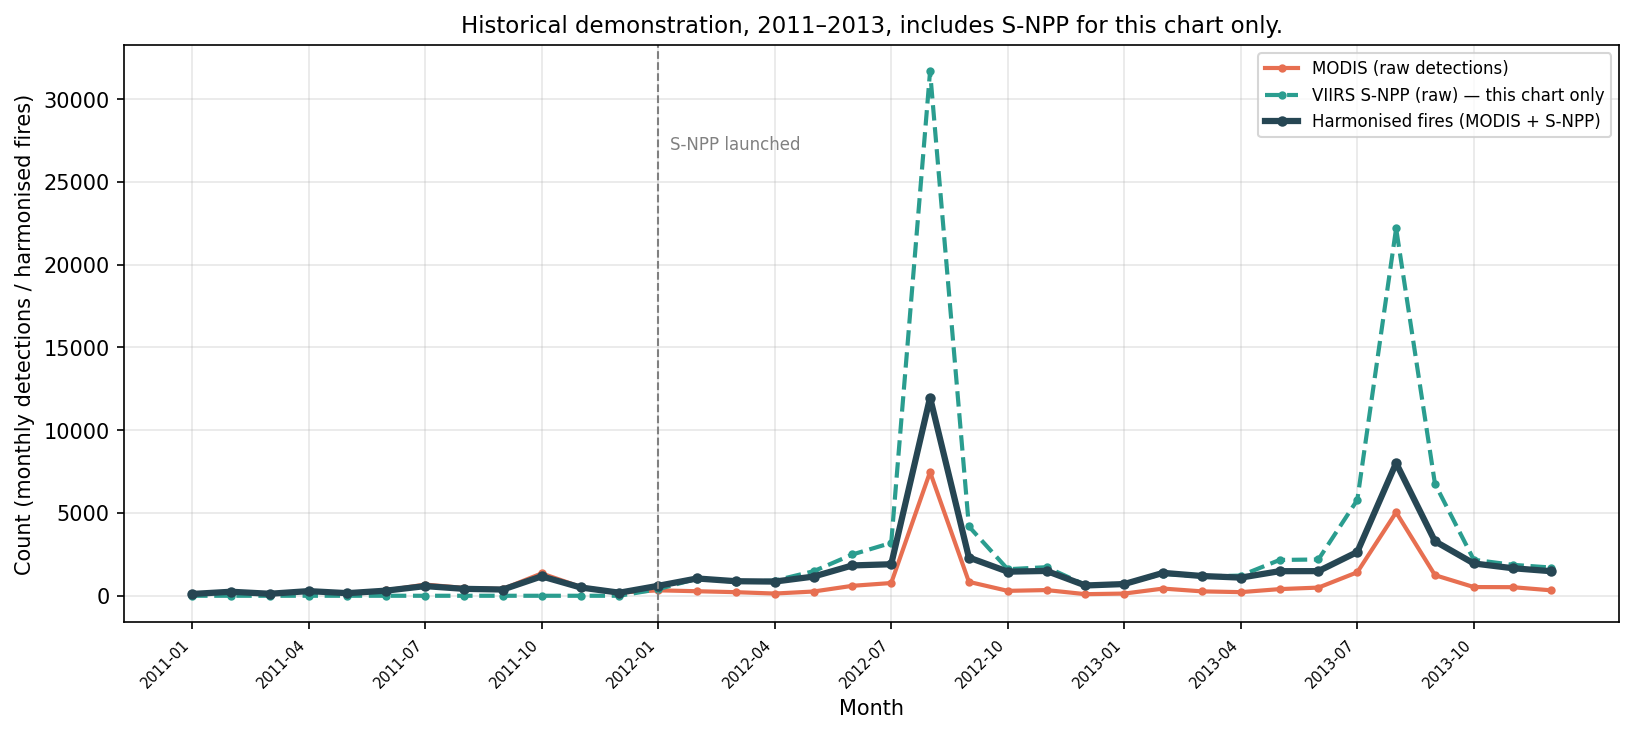 Historical demonstration, 2011–2013, includes S-NPP for this chart only.
MODIS (raw detections)
VIIRS S-NPP (raw) — this chart only
Harmonised fires (MODIS + S-NPP)
S-NPP launched
Count (monthly detections / harmonised fires)
30000
25000
20000
15000
10000
5000
0
2011-01
2011-04
2011-07
2011-10
2012-01
2012-04
2012-07
2012-10
2013-01
2013-04
2013-07
2013-10
Month